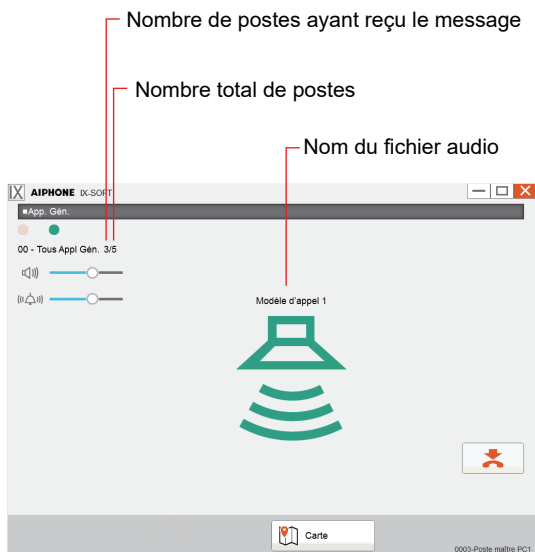 Nombre de postes ayant reçu le message
Nombre total de postes
Nom du fichier audio
IX AIPHONE IX-SOFT
■App. Gén.
00 - Tous Appl Gén. 3/5
Modèle d'appel 1
Carte
0003-Poste maître PC1